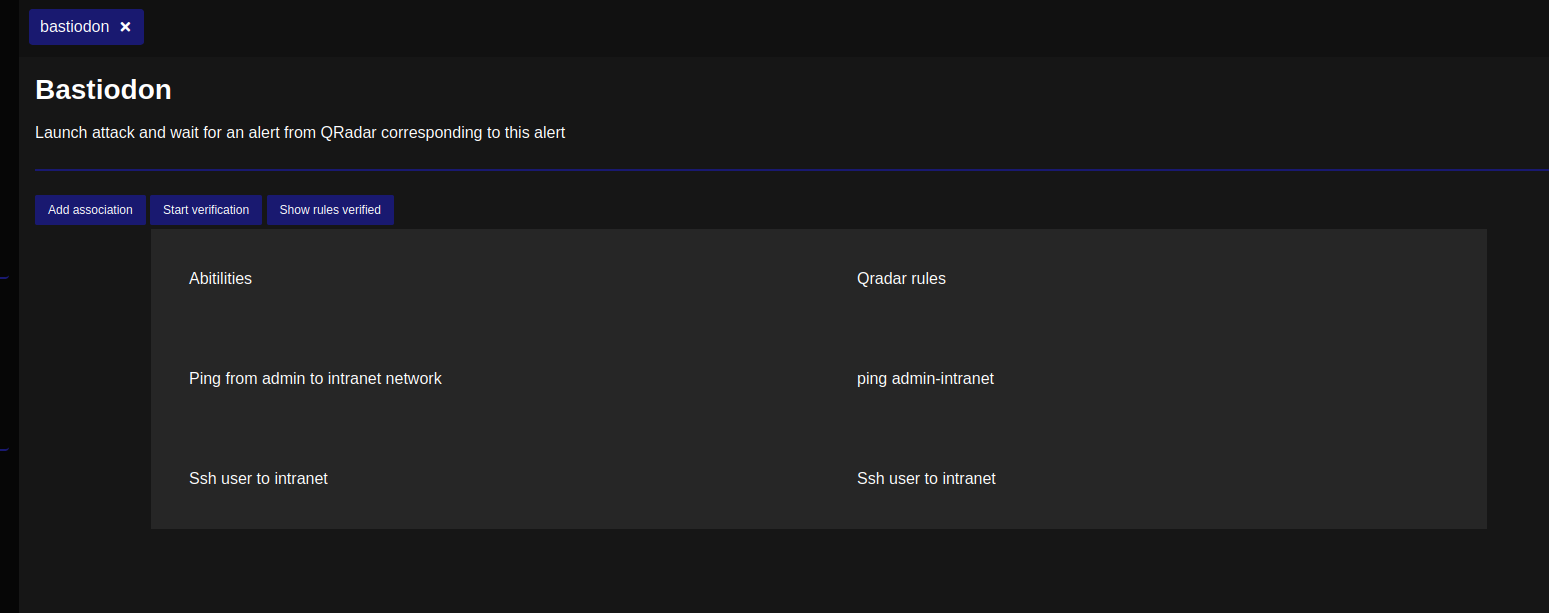 bastiodon ✕
Bastiodon
Launch attack and wait for an alert from QRadar corresponding to this alert
Add association Start verification Show rules verified
Abitilities Qradar rules
Ping from admin to intranet network ping admin-intranet
Ssh user to intranet Ssh user to intranet